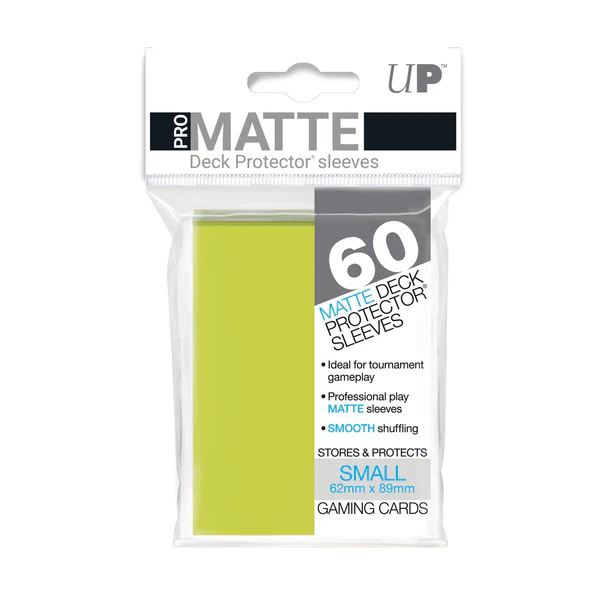 UP™
PRO MATTE
Deck Protector® sleeves
60
MATTE DECK
PROTECTOR®
SLEEVES
• Ideal for tournament
gameplay
• Professional play
MATTE sleeves
• SMOOTH shuffling
STORES & PROTECTS
SMALL
62mm x 89mm
GAMING CARDS